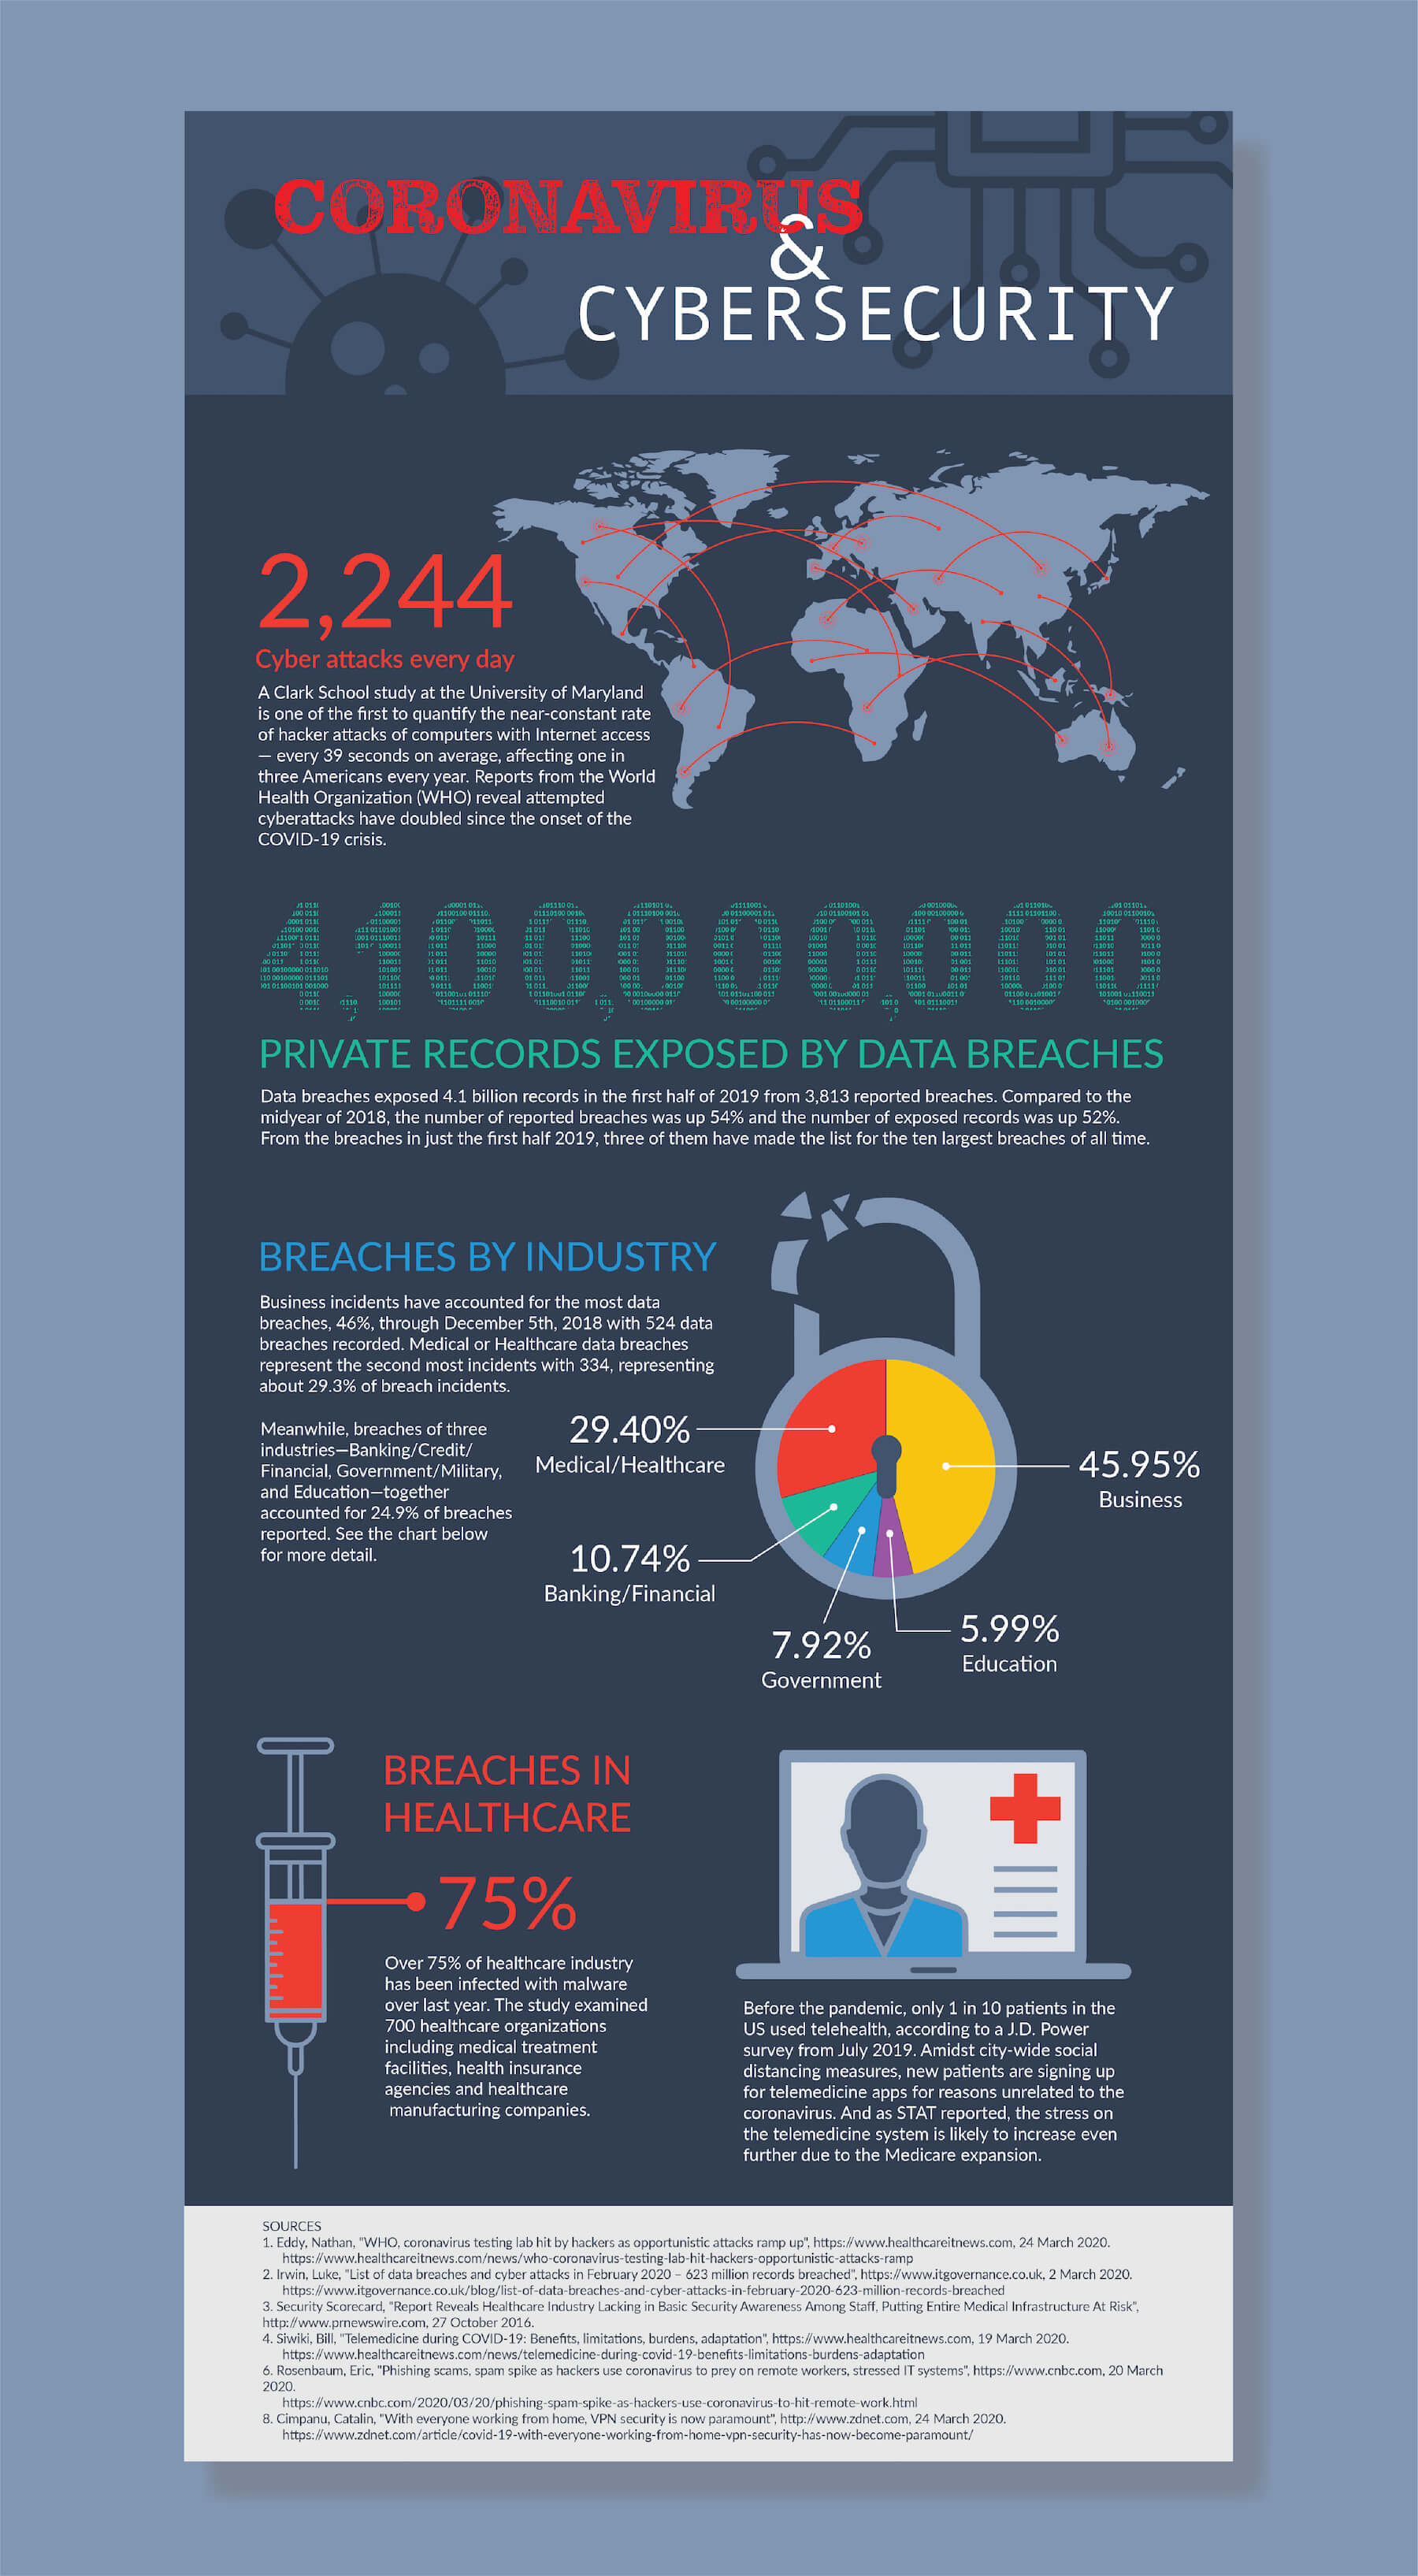 CORONAVIRUS
&
CYBERSECURITY
2,244
Cyber attacks every day
A Clark School study at the University of Maryland
is one of the first to quantify the near-constant rate
of hacker attacks of computers with Internet access
— every 39 seconds on average, affecting one in
three Americans every year. Reports from the World
Health Organization (WHO) reveal attempted
cyberattacks have doubled since the onset of the
COVID-19 crisis.
4,100,000,000
PRIVATE RECORDS EXPOSED BY DATA BREACHES
Data breaches exposed 4.1 billion records in the first half of 2019 from 3,813 reported breaches. Compared to the
midyear of 2018, the number of reported breaches was up 54% and the number of exposed records was up 52%.
From the breaches in just the first half 2019, three of them have made the list for the ten largest breaches of all time.
BREACHES BY INDUSTRY
Business incidents have accounted for the most data
breaches, 46%, through December 5th, 2018 with 524 data
breaches recorded. Medical or Healthcare data breaches
represent the second most incidents with 334, representing
about 29.3% of breach incidents.
Meanwhile, breaches of three
industries—Banking/Credit/
Financial, Government/Military,
and Education—together
accounted for 24.9% of breaches
reported. See the chart below
for more detail.
29.40%
Medical/Healthcare
45.95%
Business
10.74%
Banking/Financial
7.92%
Government
5.99%
Education
BREACHES IN
HEALTHCARE
75%
Over 75% of healthcare industry
has been infected with malware
over last year. The study examined
700 healthcare organizations
including medical treatment
facilities, health insurance
agencies and healthcare
manufacturing companies.
Before the pandemic, only 1 in 10 patients in the
US used telehealth, according to a J.D. Power
survey from July 2019. Amidst city-wide social
distancing measures, new patients are signing up
for telemedicine apps for reasons unrelated to the
coronavirus. And as STAT reported, the stress on
the telemedicine system is likely to increase even
further due to the Medicare expansion.
SOURCES
1. Eddy, Nathan, "WHO, coronavirus testing lab hit by hackers as opportunistic attacks ramp up", https://www.healthcareitnews.com, 24 March 2020.
https://www.healthcareitnews.com/news/who-coronavirus-testing-lab-hit-hackers-opportunistic-attacks-ramp
2. Irwin, Luke, "List of data breaches and cyber attacks in February 2020 – 623 million records breached", https://www.itgovernance.co.uk, 2 March 2020.
https://www.itgovernance.co.uk/blog/list-of-data-breaches-and-cyber-attacks-in-february-2020-623-million-records-breached
3. Security Scorecard, "Report Reveals Healthcare Industry Lacking in Basic Security Awareness Among Staff, Putting Entire Medical Infrastructure At Risk",
http://www.prnewswire.com, 27 October 2016.
4. Siwiki, Bill, "Telemedicine during COVID-19: Benefits, limitations, burdens, adaptation", https://www.healthcareitnews.com, 19 March 2020.
https://www.healthcareitnews.com/news/telemedicine-during-covid-19-benefits-limitations-burdens-adaptation
6. Rosenbaum, Eric, "Phishing scams, spam spike as hackers use coronavirus to prey on remote workers, stressed IT systems", https://www.cnbc.com, 20 March
2020.
https://www.cnbc.com/2020/03/20/phishing-spam-spike-as-hackers-use-coronavirus-to-hit-remote-work.html
8. Cimpanu, Catalin, "With everyone working from home, VPN security is now paramount", http://www.zdnet.com, 24 March 2020.
https://www.zdnet.com/article/covid-19-with-everyone-working-from-home-vpn-security-has-now-become-paramount/